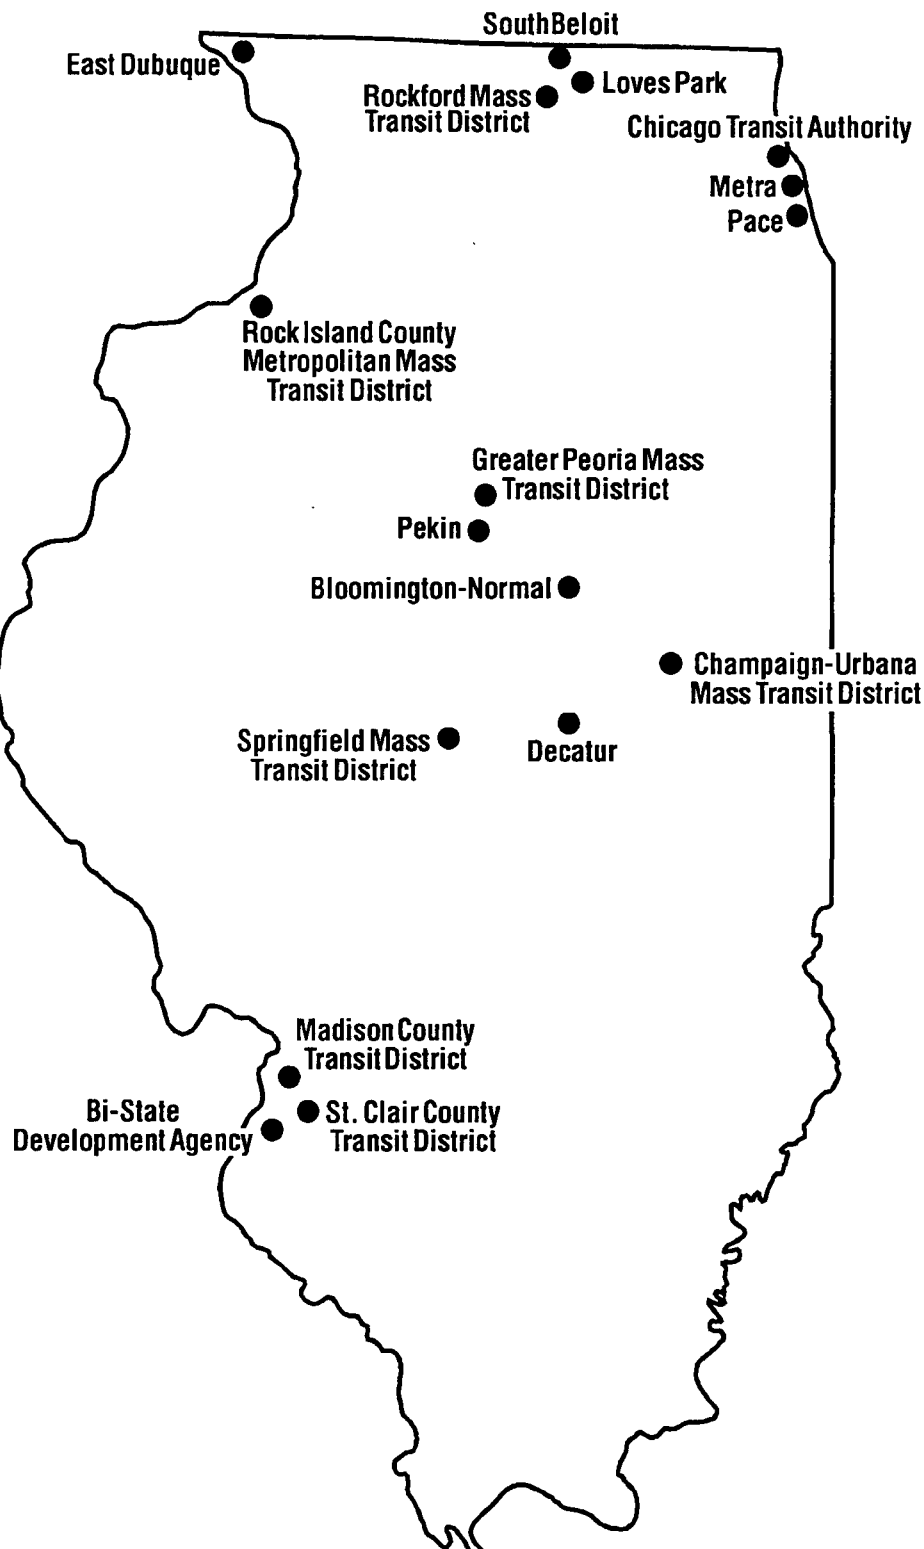 SouthBeloit
East Dubuque
Loves Park
Rockford Mass
Transit District
Chicago Transit Authority
Metra
Pace
Rock Island County
Metropolitan Mass
Transit District
Greater Peoria Mass
Transit District
Pekin
Bloomington-Normal
Champaign-Urbana
Mass Transit District
Springfield Mass
Transit District
Decatur
Madison County
Transit District
Bi-State
Development Agency
St. Clair County
Transit District